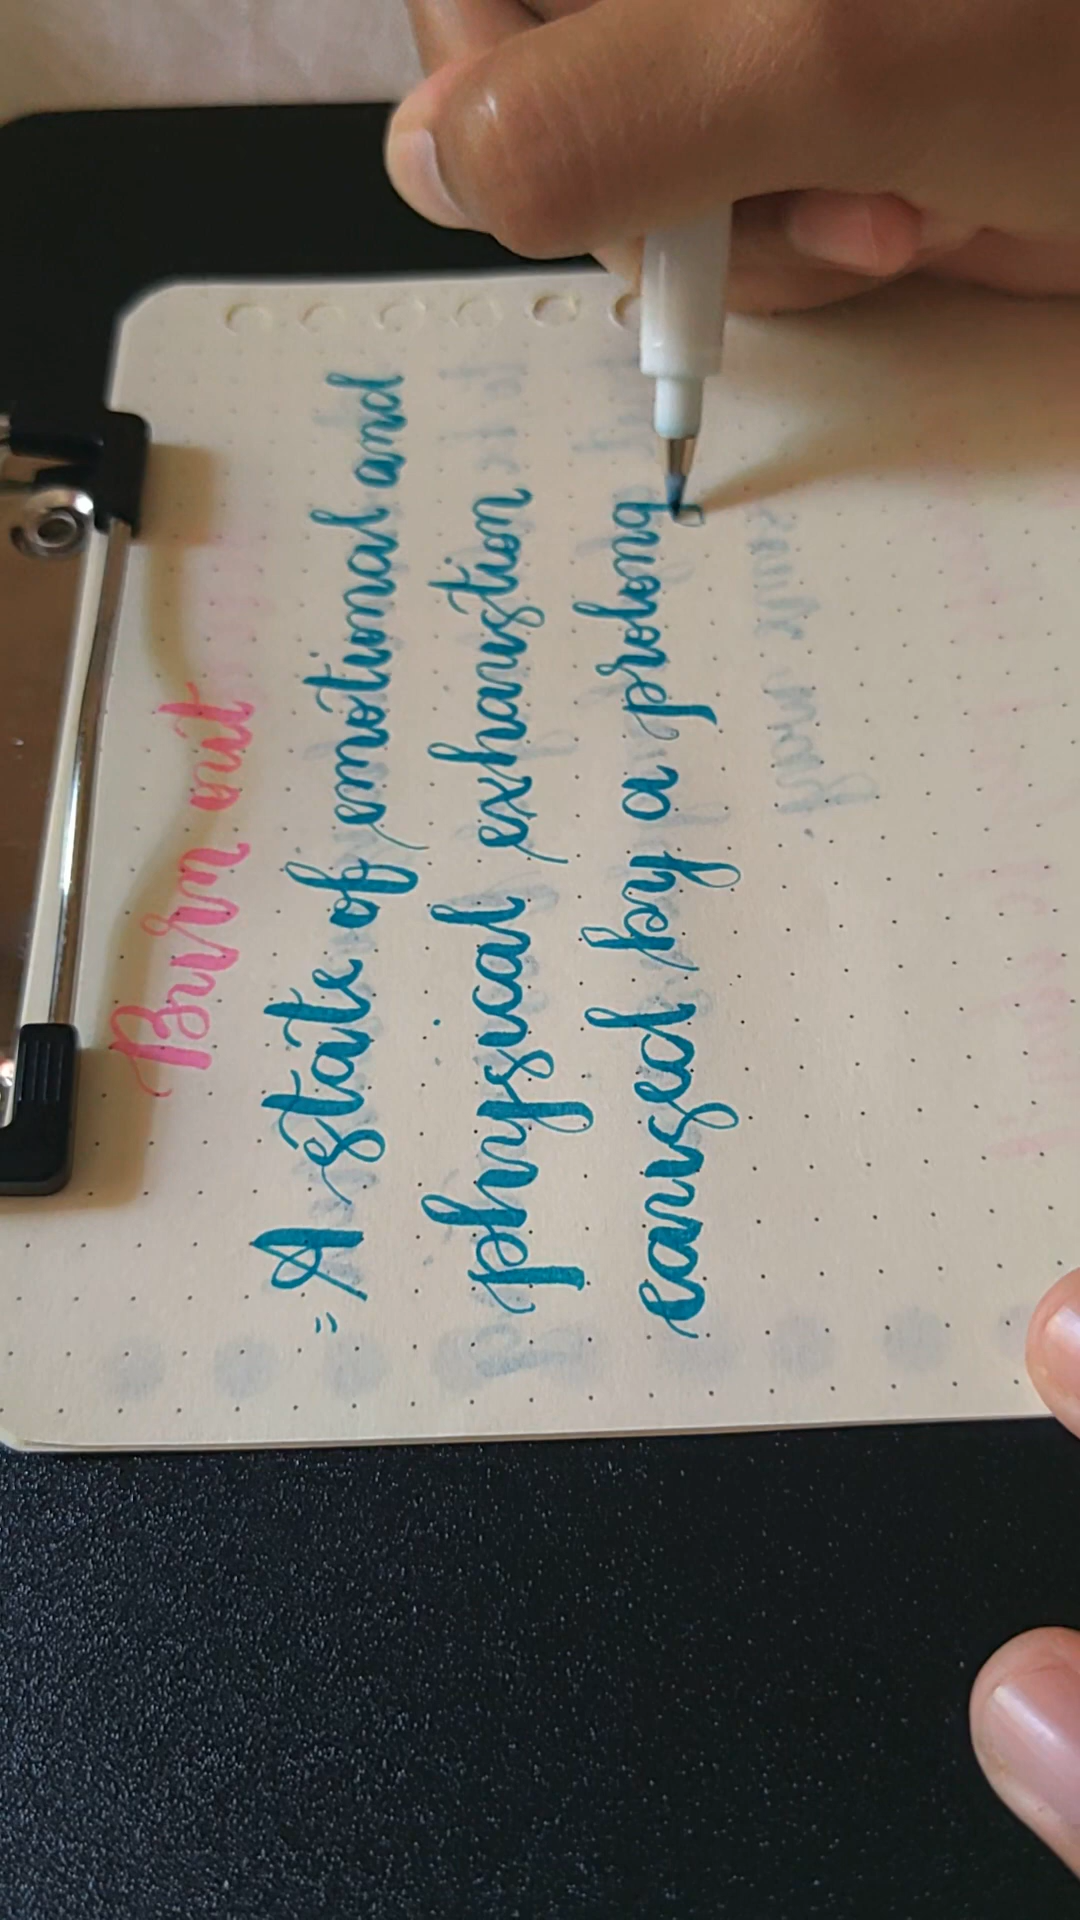 Burn out
= A state of emotional and
physical exhaustion
caused by a prolong